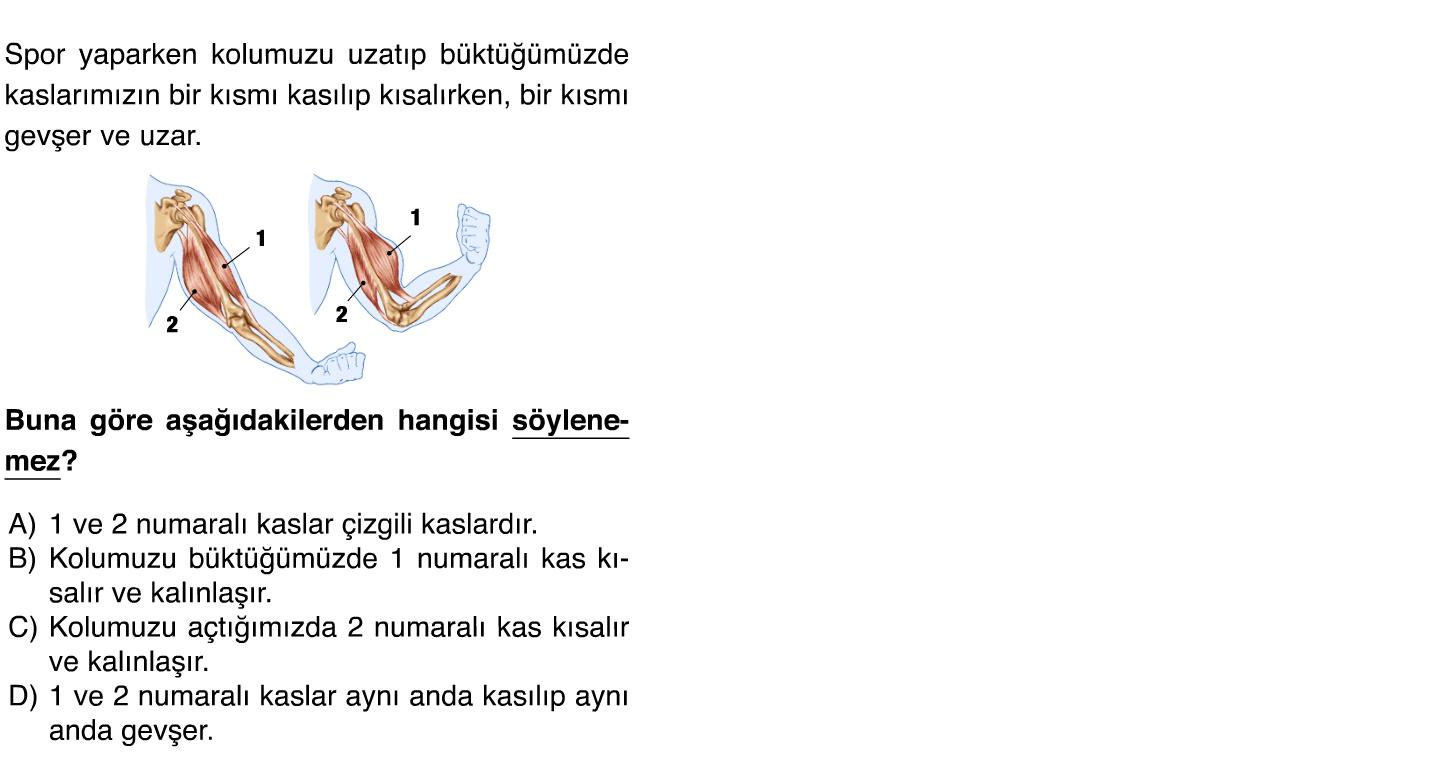 Spor yaparken kolumuzu uzatıp büktüğümüzde
kaslarımızın bir kısmı kasılıp kısalırken, bir kısmı
gevşer ve uzar.
1
1
2
2
Buna göre aşağıdakilerden hangisi söylene-
mez?
A) 1 ve 2 numaralı kaslar çizgili kaslardır.
B) Kolumuzu büktüğümüzde 1 numaralı kas kı-
salır ve kalınlaşır.
C) Kolumuzu açtığımızda 2 numaralı kas kısalır
ve kalınlaşır.
D) 1 ve 2 numaralı kaslar aynı anda kasılıp aynı
anda gevşer.